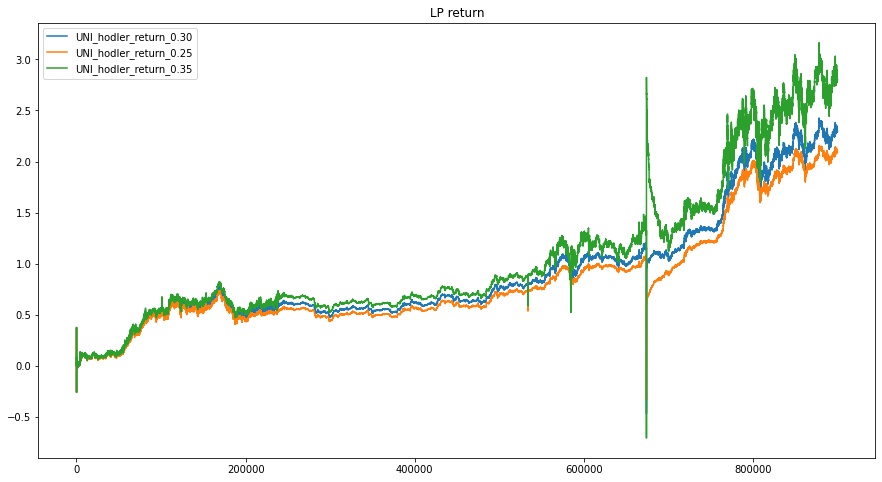 LP return
UNI_hodler_return_0.30
UNI_hodler_return_0.25
UNI_hodler_return_0.35
3.0
2.5
2.0
1.5
1.0
0.5
0.0
−0.5
0 200000 400000 600000 800000